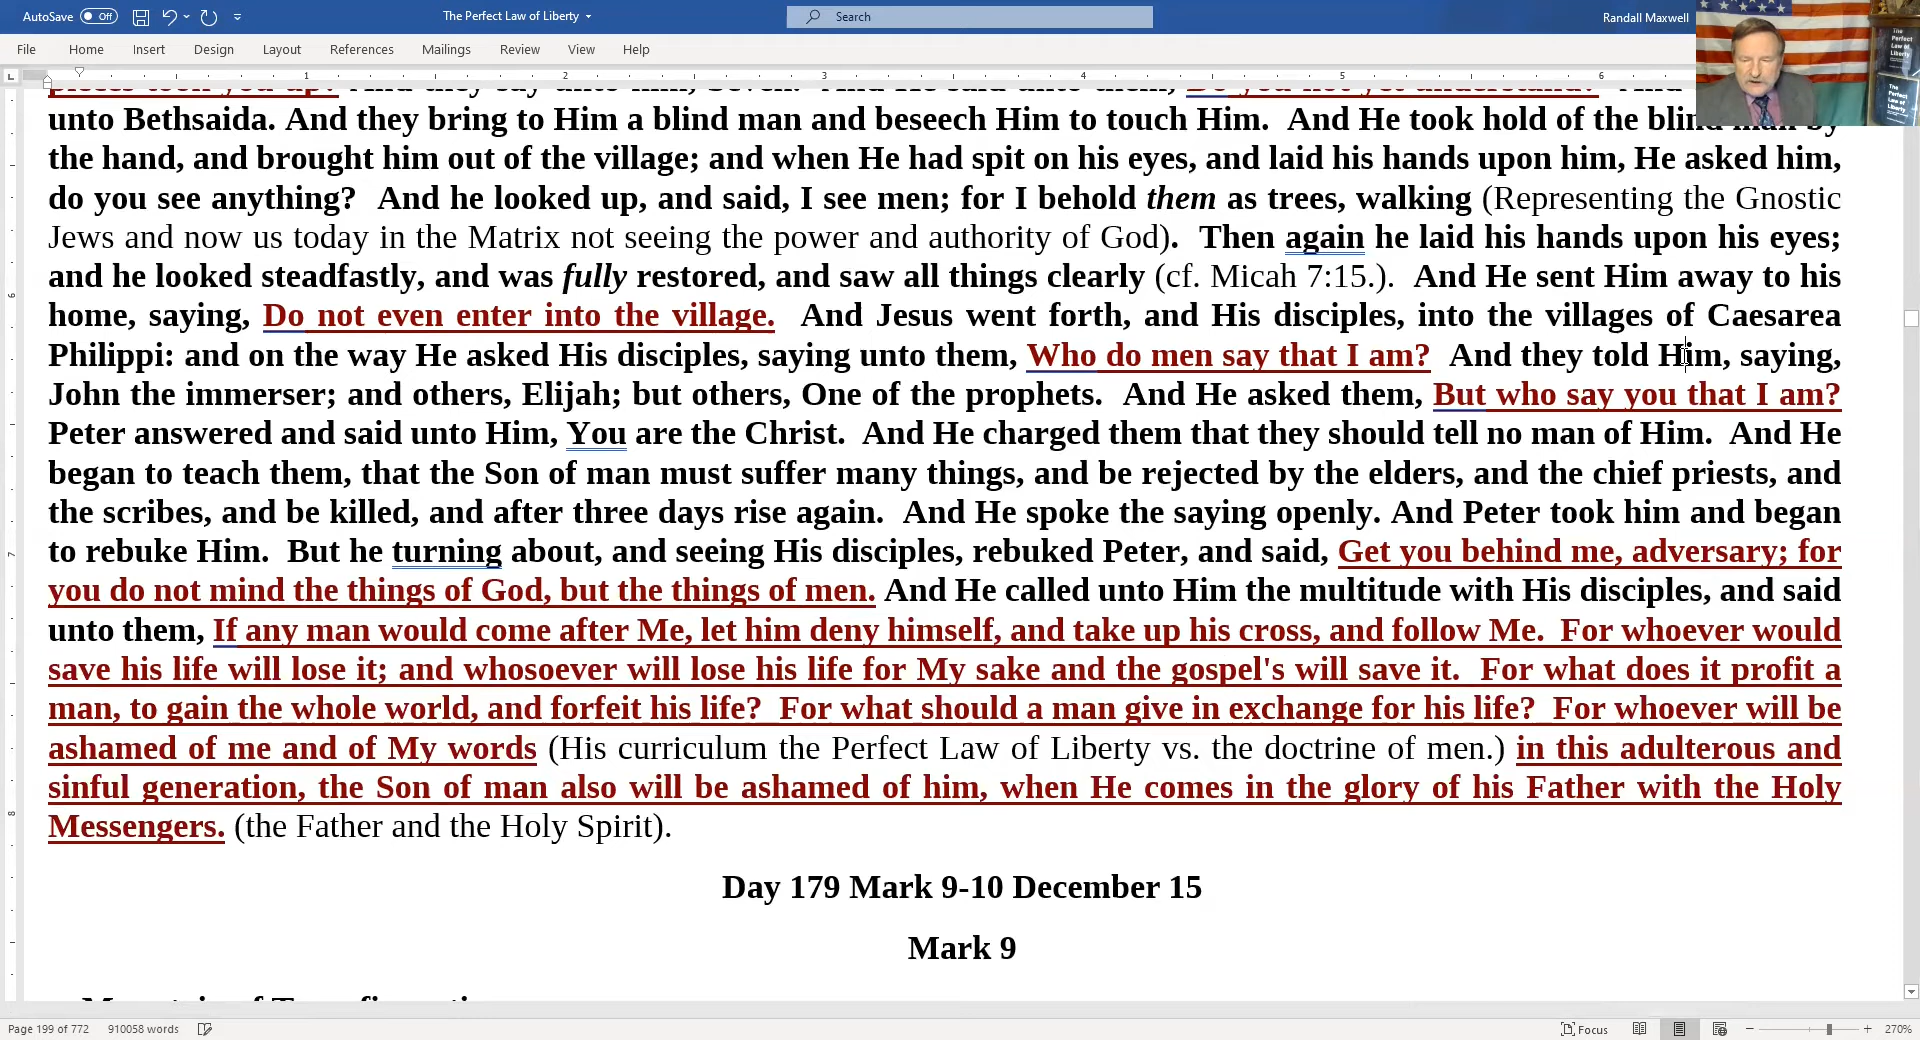 AutoSave Off
The Perfect Law of Liberty
Search
Randall Maxwell
File Home Insert Design Layout References Mailings Review View Help
1 2 3 4 5 6
unto Bethsaida. And they bring to Him a blind man and beseech Him to touch Him. And He took hold of the blind man by
the hand, and brought him out of the village; and when He had spit on his eyes, and laid his hands upon him, He asked him,
do you see anything? And he looked up, and said, I see men; for I behold them as trees, walking (Representing the Gnostic
Jews and now us today in the Matrix not seeing the power and authority of God). Then again he laid his hands upon his eyes;
and he looked steadfastly, and was fully restored, and saw all things clearly (cf. Micah 7:15.). And He sent Him away to his
home, saying, Do not even enter into the village. And Jesus went forth, and His disciples, into the villages of Caesarea
Philippi: and on the way He asked His disciples, saying unto them, Who do men say that I am? And they told Him, saying,
John the immerser; and others, Elijah; but others, One of the prophets. And He asked them, But who say you that I am?
Peter answered and said unto Him, You are the Christ. And He charged them that they should tell no man of Him. And He
began to teach them, that the Son of man must suffer many things, and be rejected by the elders, and the chief priests, and
the scribes, and be killed, and after three days rise again. And He spoke the saying openly. And Peter took him and began
to rebuke Him. But he turning about, and seeing His disciples, rebuked Peter, and said, Get you behind me, adversary; for
you do not mind the things of God, but the things of men. And He called unto Him the multitude with His disciples, and said
unto them, If any man would come after Me, let him deny himself, and take up his cross, and follow Me. For whoever would
save his life will lose it; and whosoever will lose his life for My sake and the gospel's will save it. For what does it profit a
man, to gain the whole world, and forfeit his life? For what should a man give in exchange for his life? For whoever will be
ashamed of me and of My words (His curriculum the Perfect Law of Liberty vs. the doctrine of men.) in this adulterous and
sinful generation, the Son of man also will be ashamed of him, when He comes in the glory of his Father with the Holy
Messengers. (the Father and the Holy Spirit).
Day 179 Mark 9-10 December 15
Mark 9
6
7
8
The Perfect Law of Liberty
The Perfect Law of Liberty
Page 199 of 772 910058 words
Focus
270%